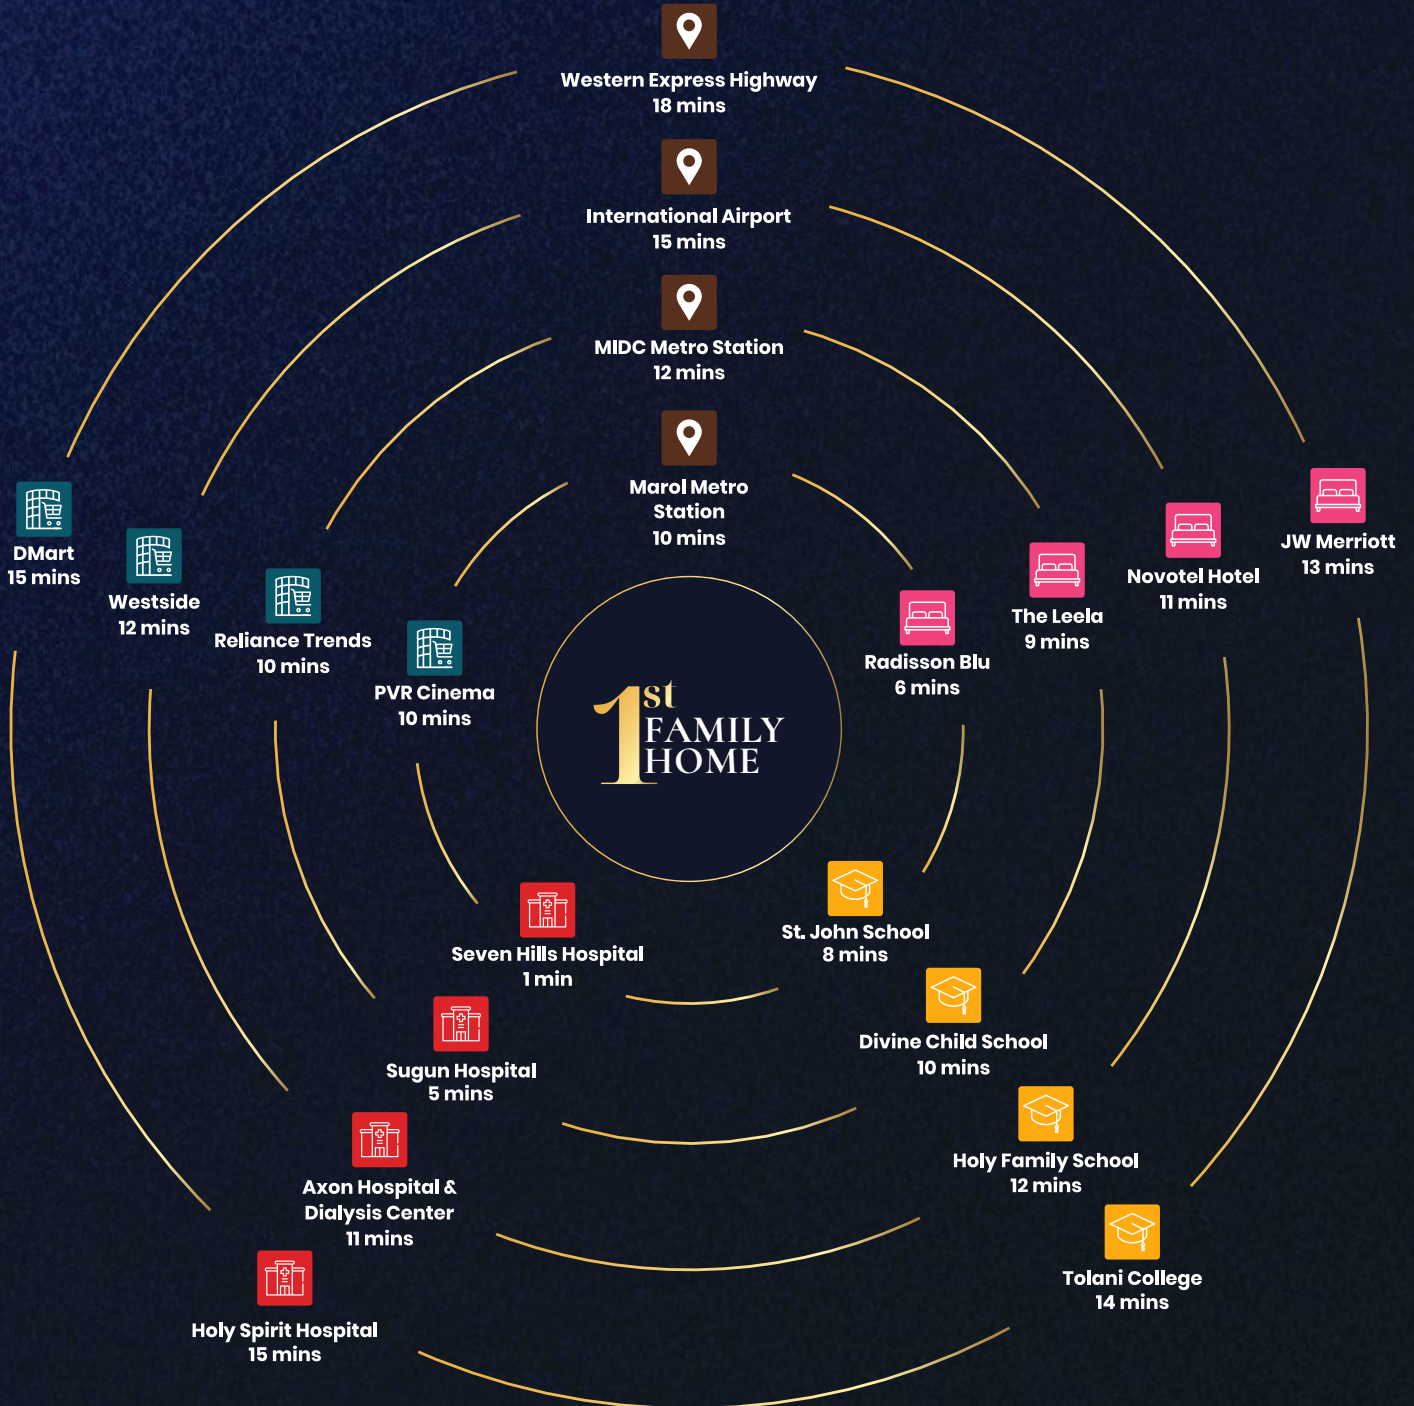 Western Express Highway
18 mins
International Airport
15 mins
MIDC Metro Station
12 mins
Marol Metro
Station
10 mins
DMart
15 mins
Westside
12 mins
Reliance Trends
10 mins
PVR Cinema
10 mins
1st
FAMILY
HOME
Radisson Blu
6 mins
The Leela
9 mins
Novotel Hotel
11 mins
JW Merriott
13 mins
Seven Hills Hospital
1 min
Sugun Hospital
5 mins
Axon Hospital &
Dialysis Center
11 mins
Holy Spirit Hospital
15 mins
St. John School
8 mins
Divine Child School
10 mins
Holy Family School
12 mins
Tolani College
14 mins